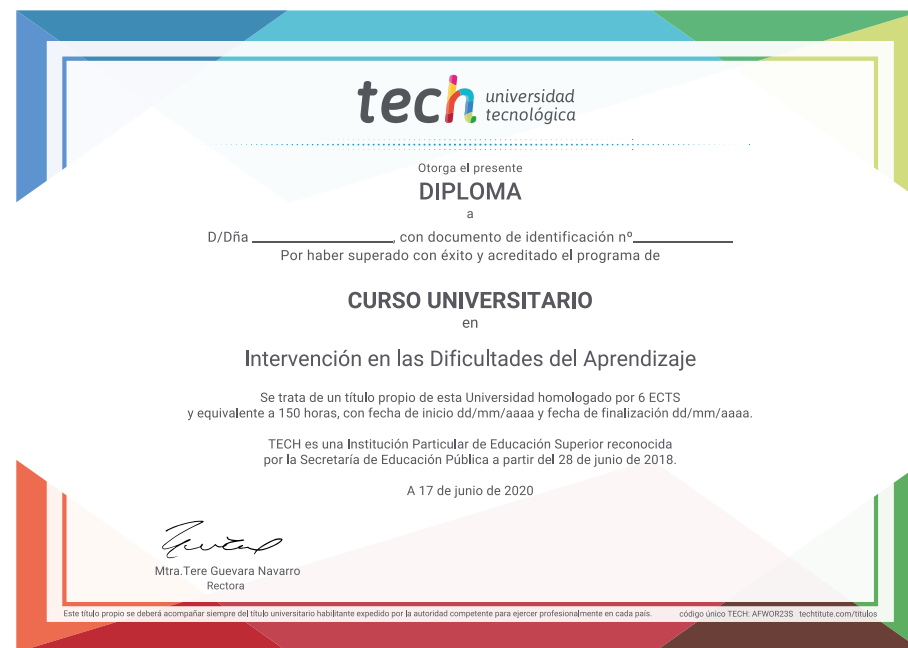 tech universidad
tecnológica
Otorga el presente
DIPLOMA
a
D/Dña ____________________, con documento de identificación nº______________
Por haber superado con éxito y acreditado el programa de
CURSO UNIVERSITARIO
en
Intervención en las Dificultades del Aprendizaje
Se trata de un título propio de esta Universidad homologado por 6 ECTS
y equivalente a 150 horas, con fecha de inicio dd/mm/aaaa y fecha de finalización dd/mm/aaaa.
TECH es una Institución Particular de Educación Superior reconocida
por la Secretaría de Educación Pública a partir del 28 de junio de 2018.
A 17 de junio de 2020
Mtra.Tere Guevara Navarro
Rectora
Este título propio se deberá acompañar siempre del título universitario habilitante expedido por la autoridad competente para ejercer profesionalmente en cada país. código único TECH: AFWOR23S techtitute.com/titulos